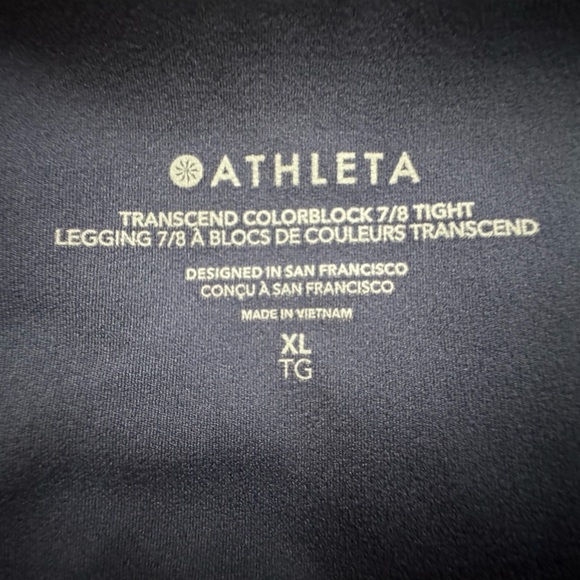 ATHLETA
TRANSCEND COLORBLOCK 7/8 TIGHT
LEGGING 7/8 À BLOCS DE COULEURS TRANSCEND
DESIGNED IN SAN FRANCISCO
CONÇU À SAN FRANCISCO
MADE IN VIETNAM
XL
TG